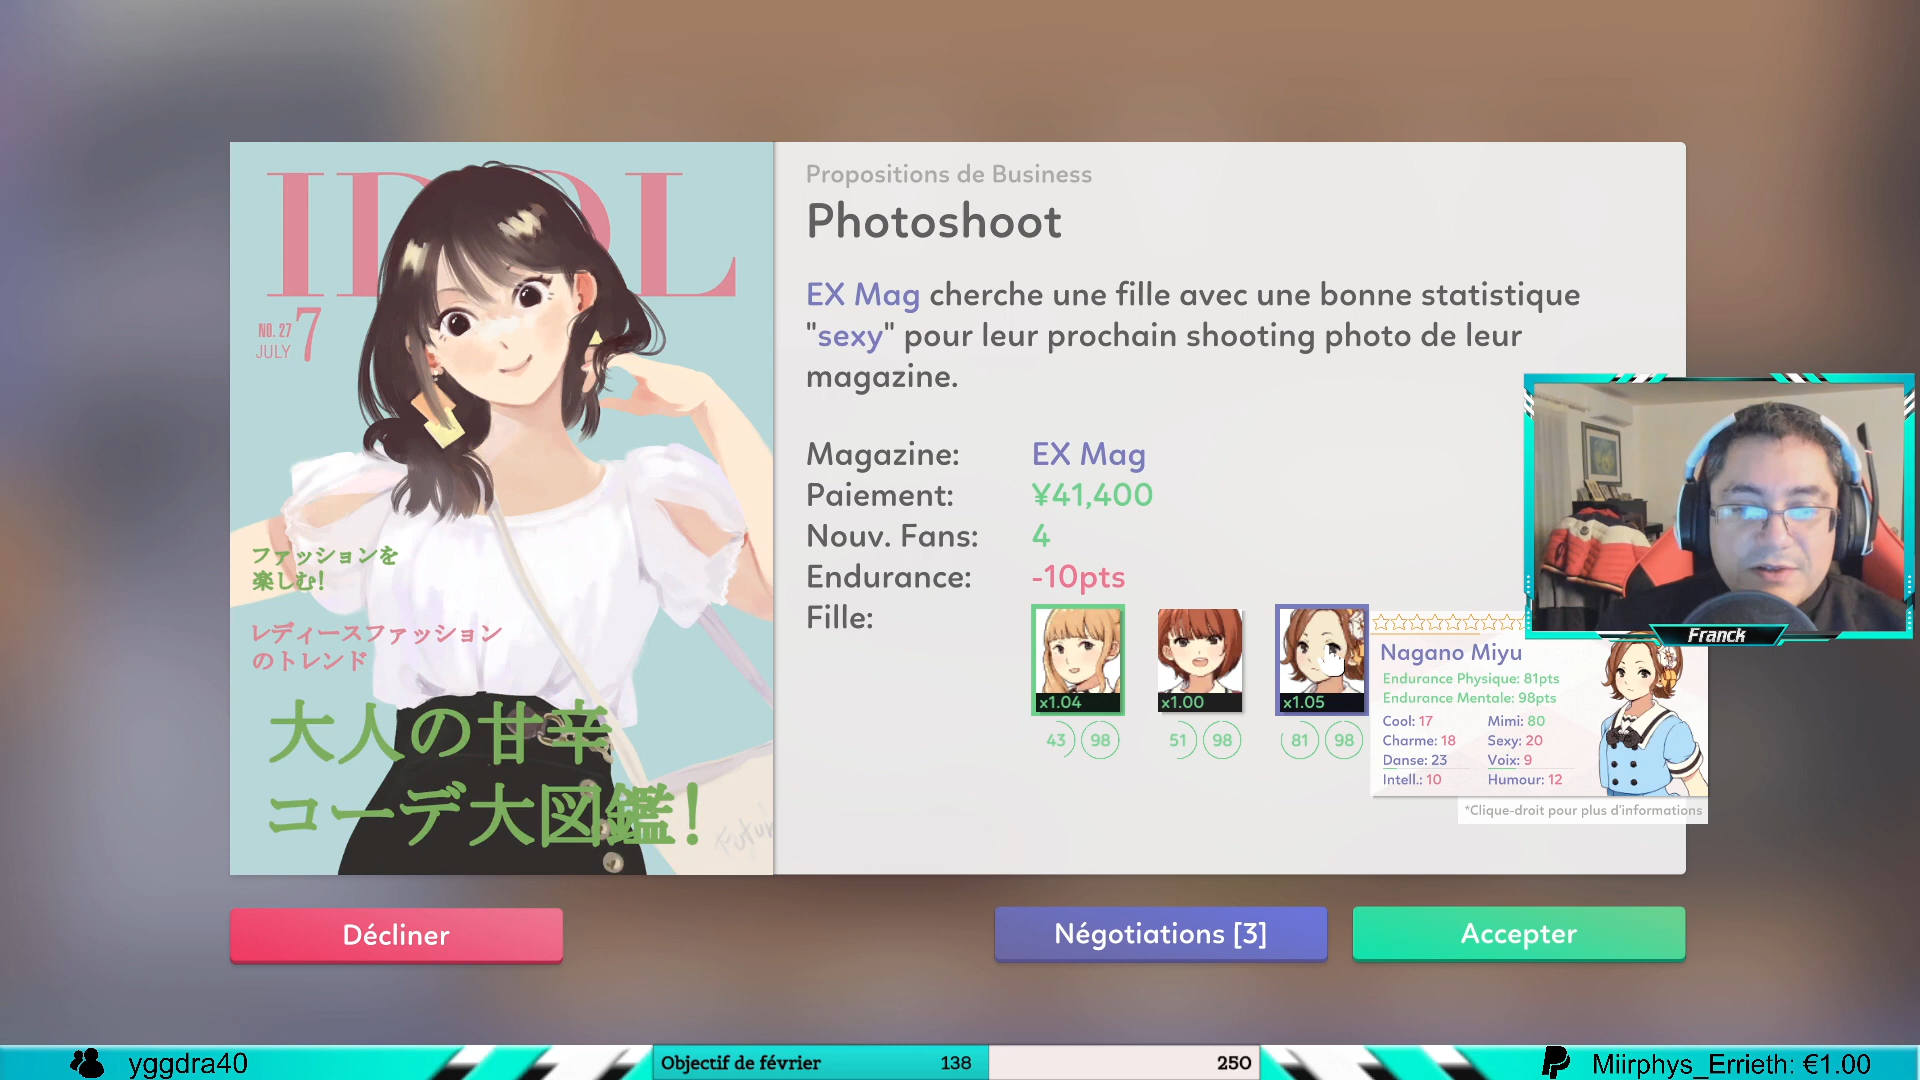 IDOL
NO. 27
JULY
7
ファッションを
楽しむ!
レディースファッション
のトレンド
大人の甘辛
コーデ大図鑑!
Propositions de Business
Photoshoot
EX Mag cherche une fille avec une bonne statistique
"sexy" pour leur prochain shooting photo de leur
magazine.
Magazine: EX Mag
Paiement: ¥41,400
Nouv. Fans: 4
Endurance: -10pts
Fille:
x1.04 x1.00 x1.05
43 98 51 98 81 98
Nagano Miyu
Endurance Physique: 81pts
Endurance Mentale: 98pts
Cool: 17 Mimi: 80
Charme: 18 Sexy: 20
Danse: 23 Voix: 9
Intell.: 10 Humour: 12
*Clique-droit pour plus d'informations
Franck
Décliner
Négotiations [3]
Accepter
yggdra40
Objectif de février 138 250
Miirphys_Errieth: €1.00